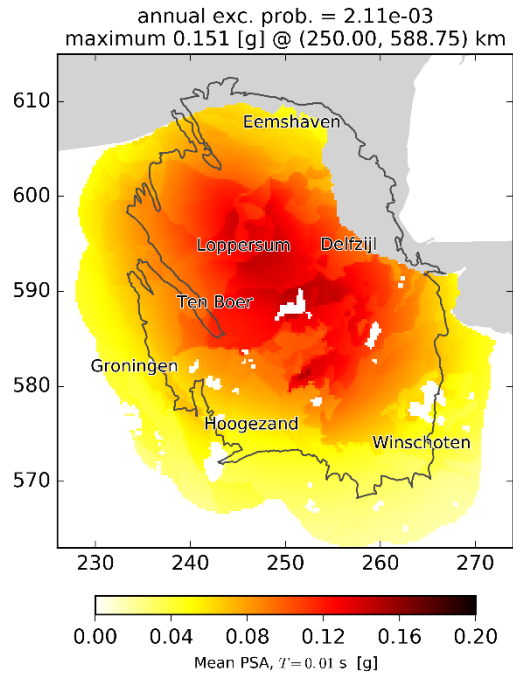 annual exc. prob. = 2.11e-03
maximum 0.151 [g] @ (250.00, 588.75) km
610
600
590
580
570
Eemshaven
Loppersum
Delfzijl
Ten Boer
Groningen
Hoogezand
Winschoten
230
240
250
260
270
0.00
0.04
0.08
0.12
0.16
0.20
Mean PSA, T=0.01 s [g]